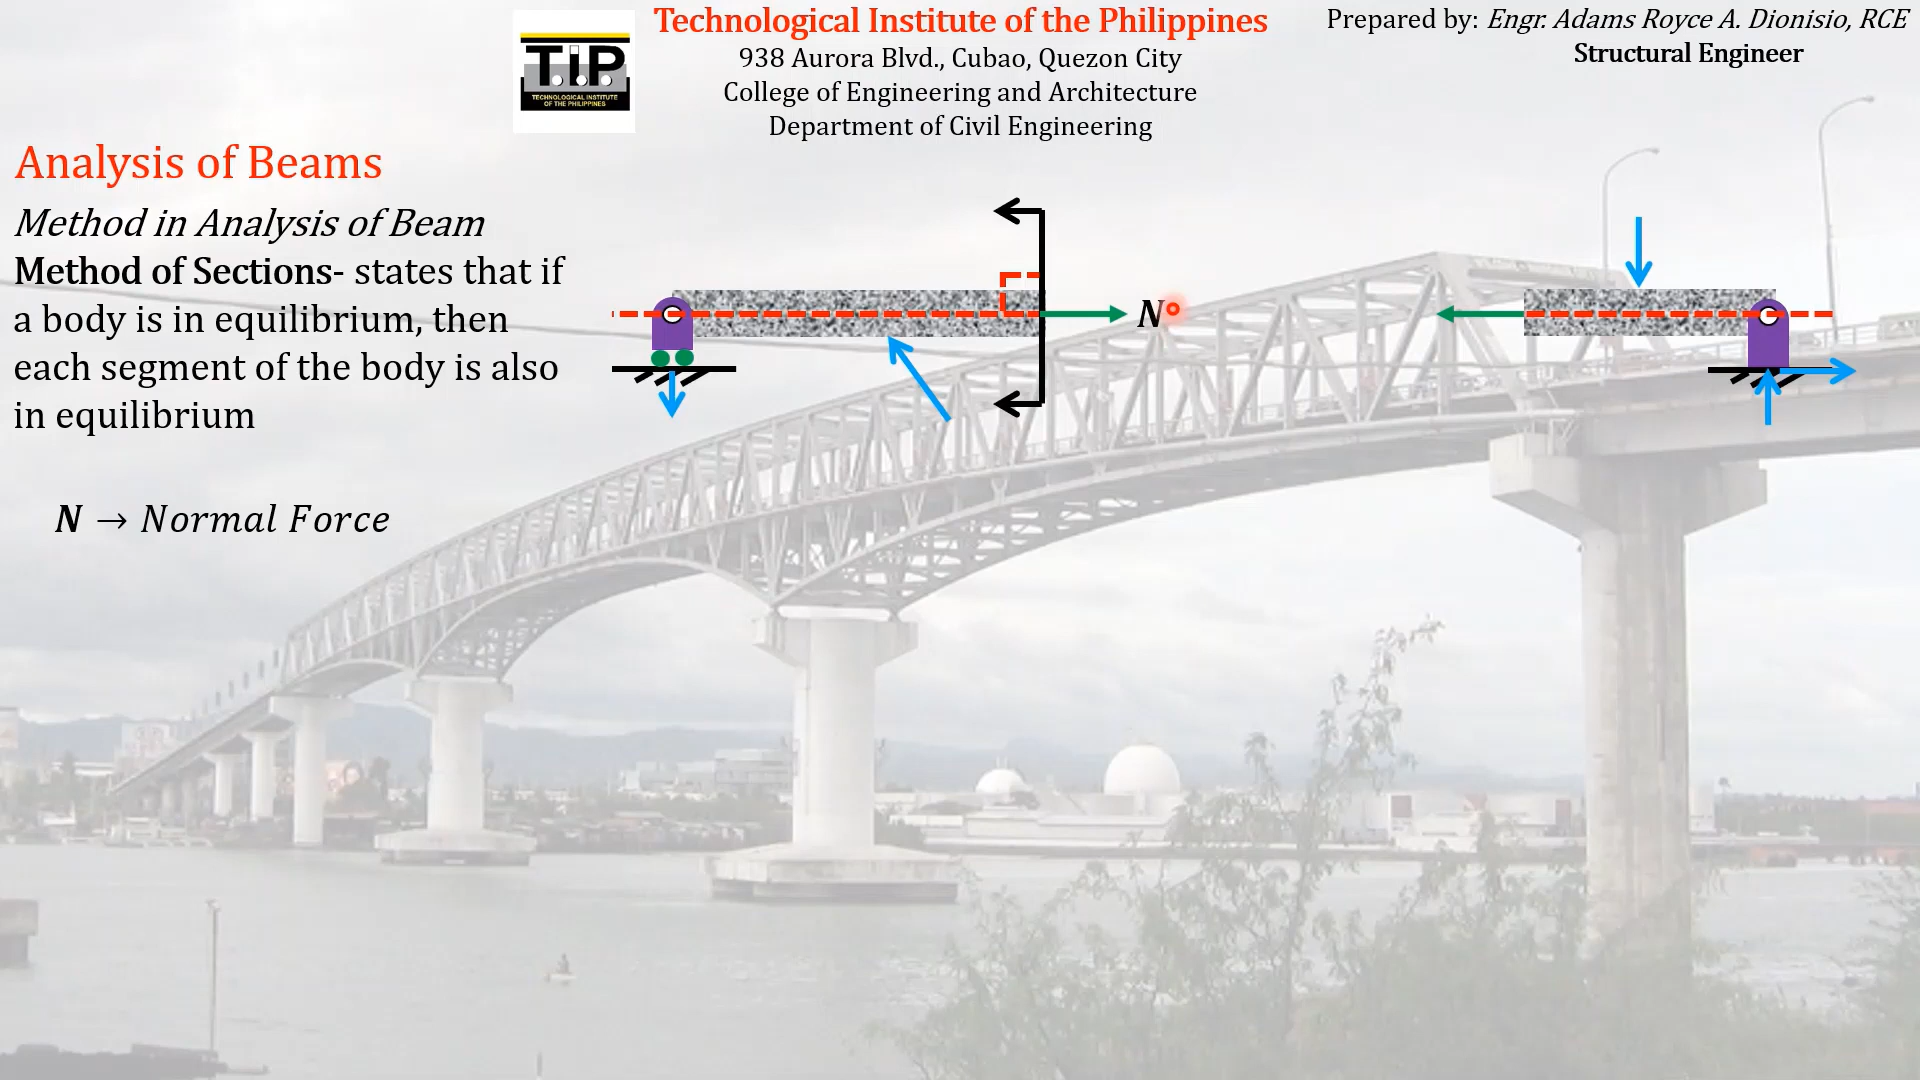 Technological Institute of the Philippines
938 Aurora Blvd., Cubao, Quezon City
College of Engineering and Architecture
Department of Civil Engineering
Prepared by: Engr. Adams Royce A. Dionisio, RCE
Structural Engineer
T.I.P
TECHNOLOGICAL INSTITUTE
OF THE PHILIPPINES
Analysis of Beams
Method in Analysis of Beam
Method of Sections- states that if
a body is in equilibrium, then
each segment of the body is also
in equilibrium
N → Normal Force
N